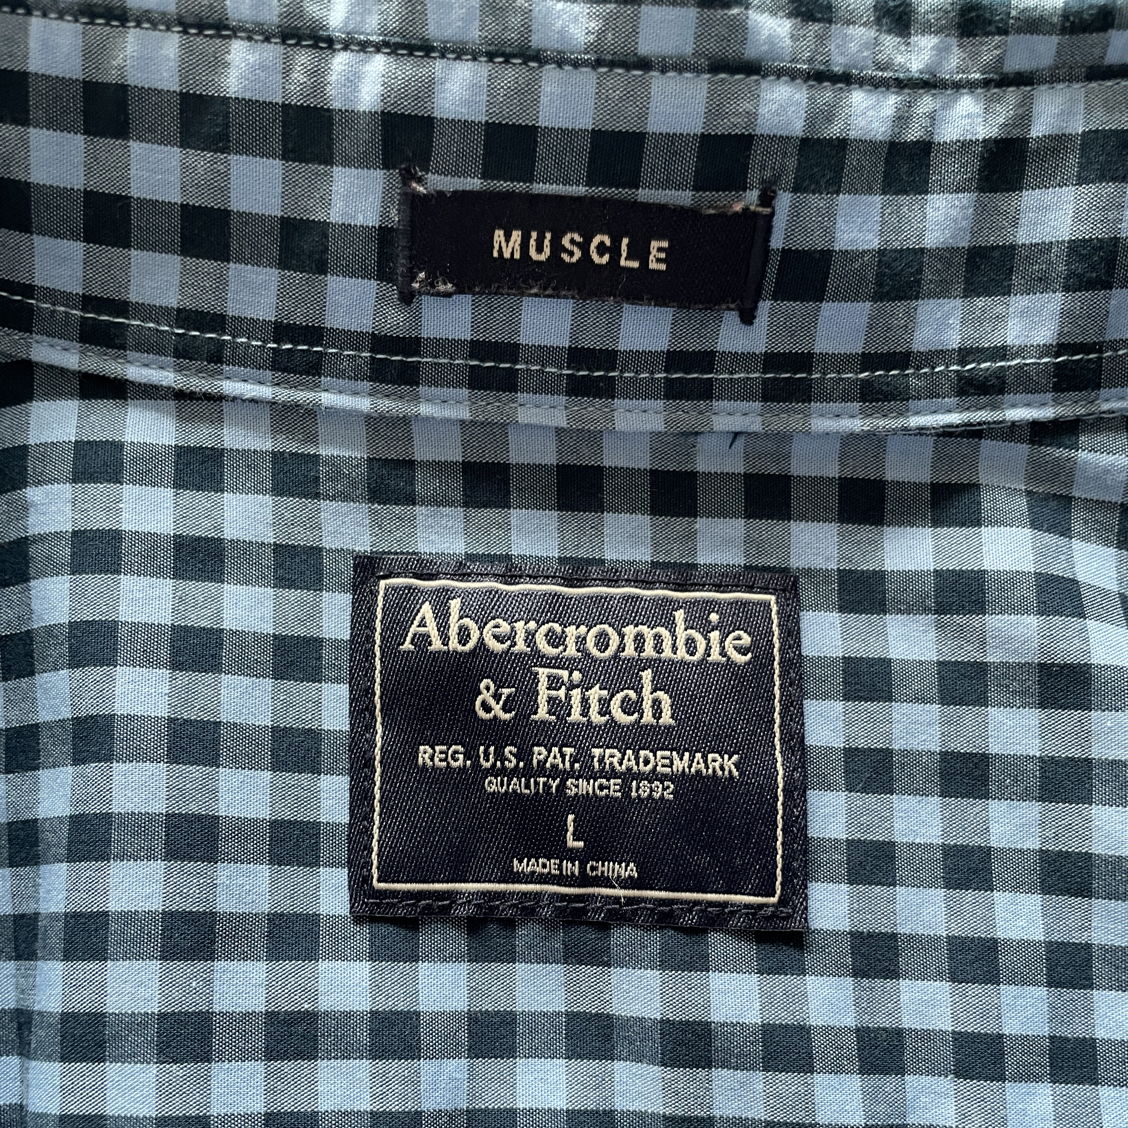 MUSCLE
Abercrombie
& Fitch
REG. U.S. PAT. TRADEMARK
QUALITY SINCE 1892
L
MADE IN CHINA